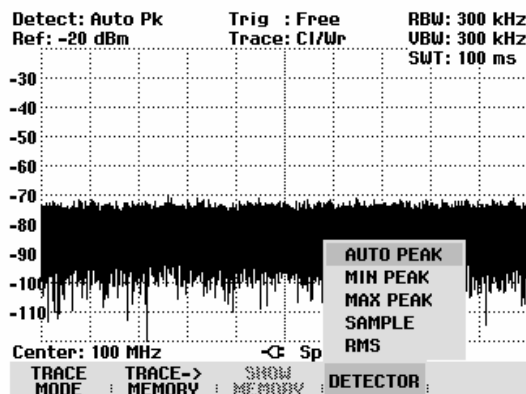 Detect: Auto Pk Trig : Free RBW: 300 kHz
Ref: -20 dBm Trace: Cl/Wr VBW: 300 kHz
SWT: 100 ms
-30
-40
-50
-60
-70
-80
-90
-100
-110
AUTO PEAK
MIN PEAK
MAX PEAK
SAMPLE
RMS
Center: 100 MHz Sp
TRACE MODE
TRACE-> MEMORY
SHOW MEMORY
DETECTOR